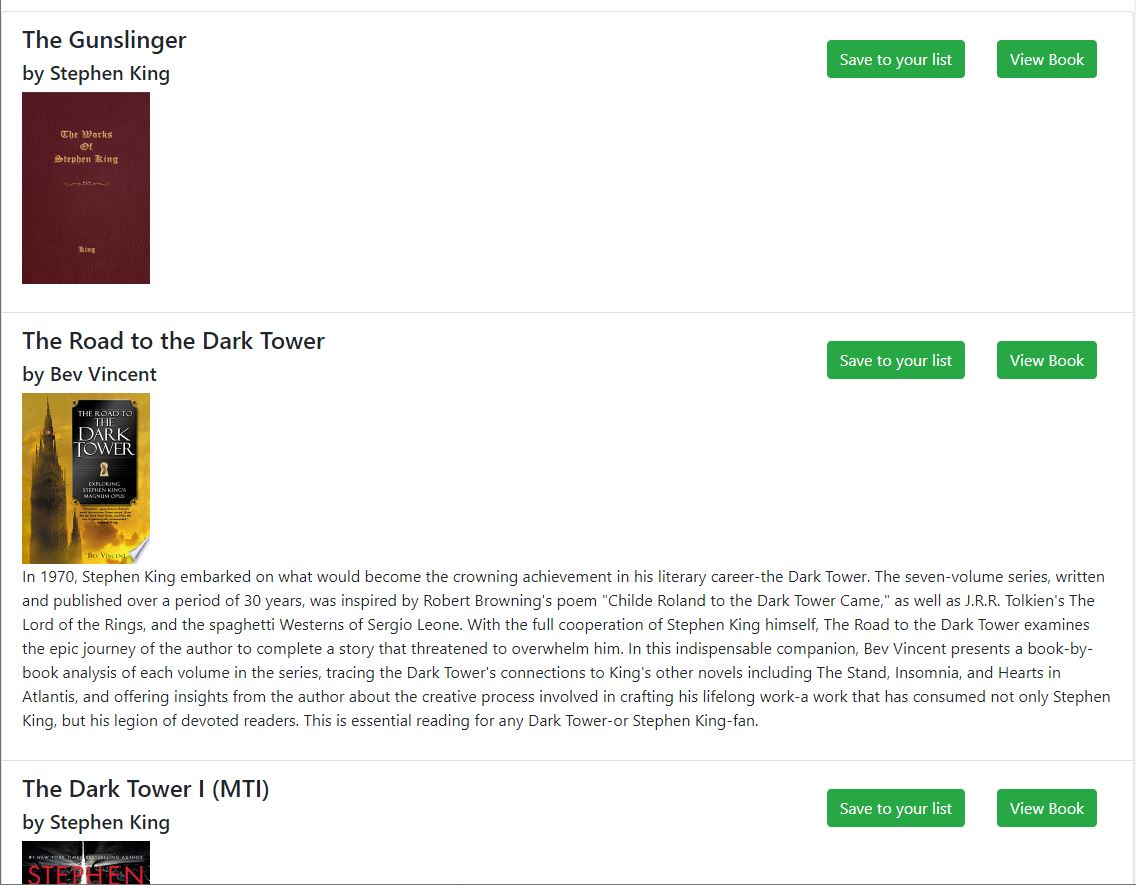 The Gunslinger
by Stephen King
Save to your list
View Book
The Works
Of
Stephen King
King
The Road to the Dark Tower
by Bev Vincent
Save to your list
View Book
THE ROAD TO
THE
DARK
TOWER
EXPLORING
STEPHEN KING'S
MAGNUM OPUS
BEV VINCENT
In 1970, Stephen King embarked on what would become the crowning achievement in his literary career-the Dark Tower. The seven-volume series, written
and published over a period of 30 years, was inspired by Robert Browning's poem "Childe Roland to the Dark Tower Came," as well as J.R.R. Tolkien's The
Lord of the Rings, and the spaghetti Westerns of Sergio Leone. With the full cooperation of Stephen King himself, The Road to the Dark Tower examines
the epic journey of the author to complete a story that threatened to overwhelm him. In this indispensable companion, Bev Vincent presents a book-by-
book analysis of each volume in the series, tracing the Dark Tower's connections to King's other novels including The Stand, Insomnia, and Hearts in
Atlantis, and offering insights from the author about the creative process involved in crafting his lifelong work-a work that has consumed not only Stephen
King, but his legion of devoted readers. This is essential reading for any Dark Tower-or Stephen King-fan.
The Dark Tower I (MTI)
by Stephen King
Save to your list
View Book
#1 NEW YORK TIMES BESTSELLING AUTHOR
STEPHEN